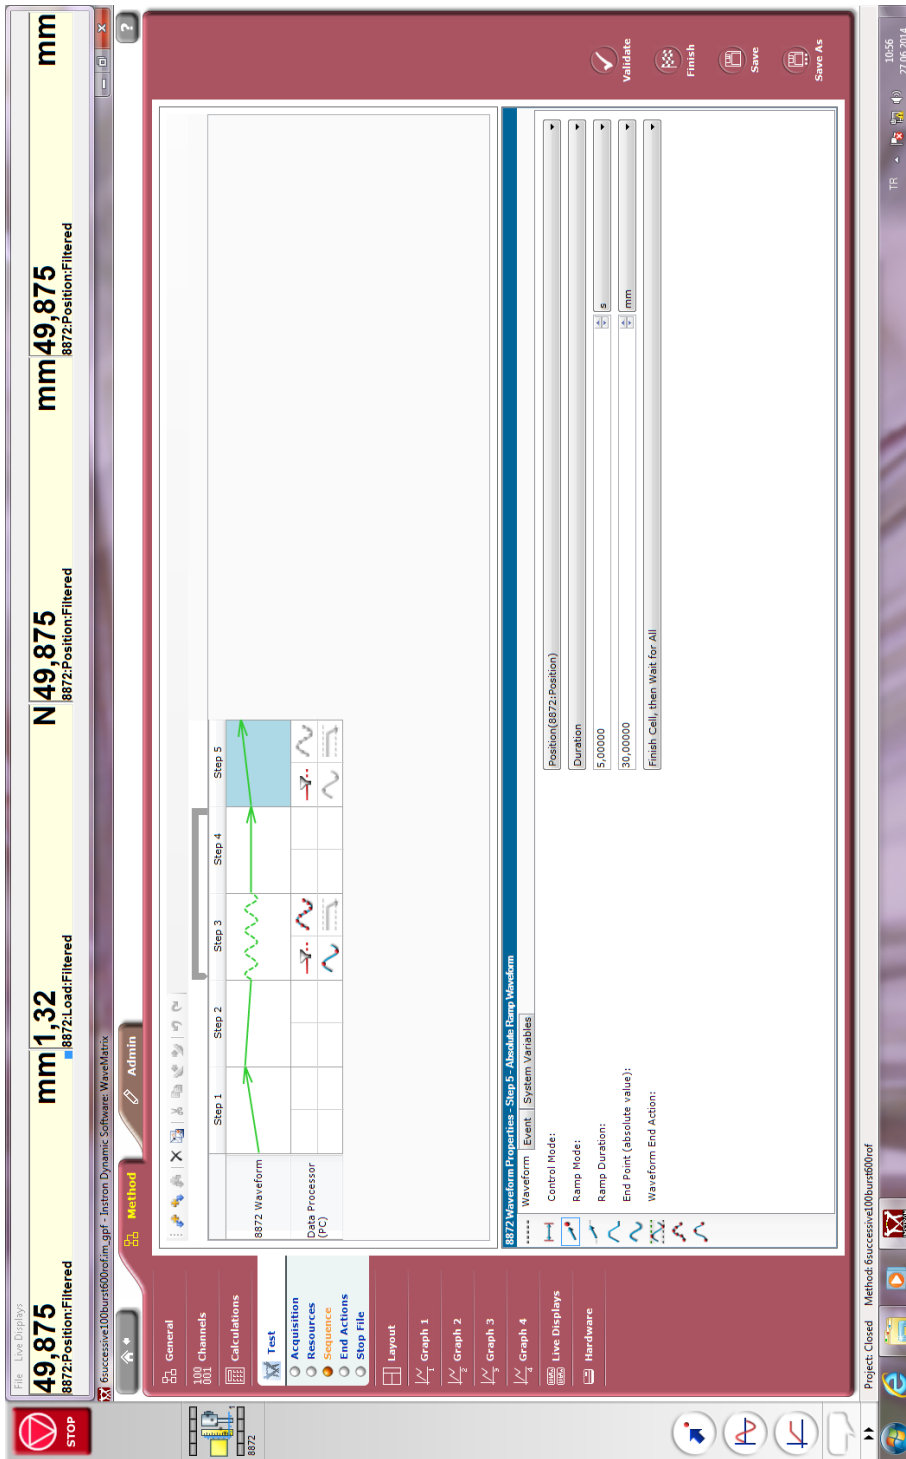 File Live Displays
49,875 mm
8872:Position:Filtered
1,32 N
8872:Load:Filtered
49,875 mm
8872:Position:Filtered
49,875 mm
8872:Position:Filtered
STOP
6successive100burst600rof.im_gpf - Instron Dynamic Software: WaveMatrix
Method
Admin
?
8872
General
Channels
Calculations
Test
Acquisition
Resources
Sequence
End Actions
Stop File
Layout
Graph 1
Graph 2
Graph 3
Graph 4
Live Displays
Hardware
Step 1 Step 2 Step 3 Step 4 Step 5
8872 Waveform
Data Processor
(PC)
8872 Waveform Properties - Step 5 - Absolute Ramp Waveform
Waveform Event System Variables
Control Mode: Position(8872:Position)
Ramp Mode: Duration
Ramp Duration: 5,00000 s
End Point (absolute value): 30,00000 mm
Waveform End Action: Finish Cell, then Wait for All
Validate
Finish
Save
Save As
Project: Closed Method: 6successive100burst600rof
TR
10:56
27.06.2014